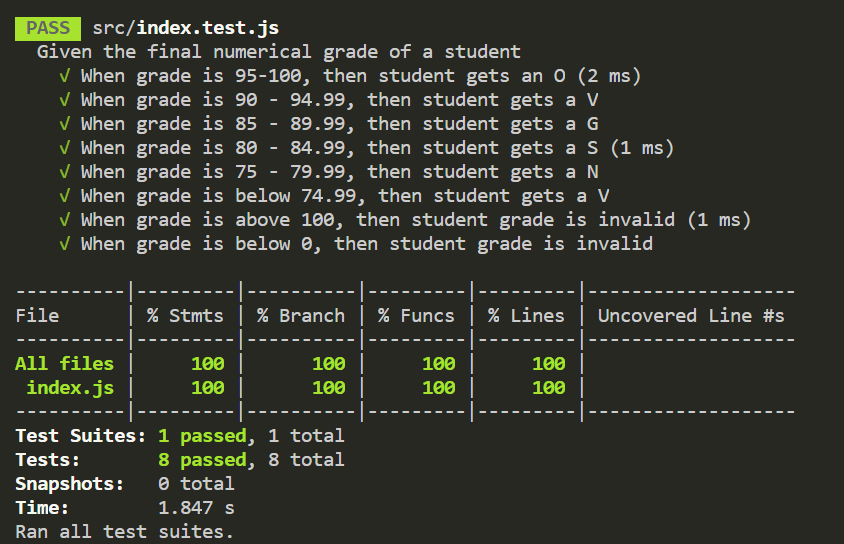 PASS src/index.test.js
Given the final numerical grade of a student
√ When grade is 95-100, then student gets an O (2 ms)
√ When grade is 90 - 94.99, then student gets a V
√ When grade is 85 - 89.99, then student gets a G
√ When grade is 80 - 84.99, then student gets a S (1 ms)
√ When grade is 75 - 79.99, then student gets a N
√ When grade is below 74.99, then student gets a V
√ When grade is above 100, then student grade is invalid (1 ms)
√ When grade is below 0, then student grade is invalid
----------|---------|----------|---------|---------|-------------------
File      | % Stmts | % Branch | % Funcs | % Lines | Uncovered Line #s
----------|---------|----------|---------|---------|-------------------
All files |     100 |      100 |     100 |     100 |
 index.js |     100 |      100 |     100 |     100 |
----------|---------|----------|---------|---------|-------------------
Test Suites: 1 passed, 1 total
Tests:       8 passed, 8 total
Snapshots:   0 total
Time:        1.847 s
Ran all test suites.